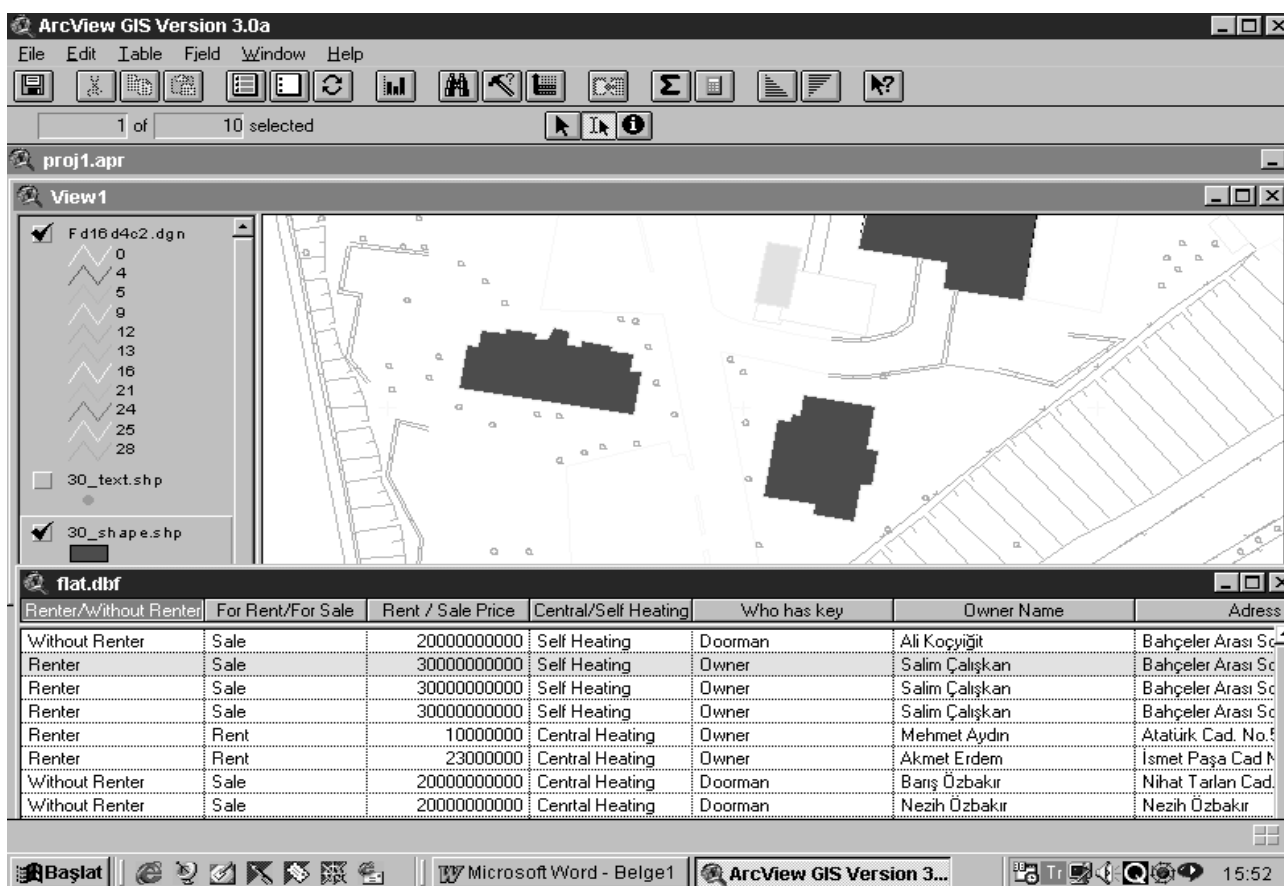 ArcView GIS Version 3.0a
File Edit Table Field Window Help
1 of 10 selected
proj1.apr
View1
Fd16d4c2.dgn
0
4
5
9
12
13
16
21
24
25
28
30_text.shp
30_shape.shp
flat.dbf
Renter/Without Renter For Rent/For Sale Rent / Sale Price Central/Self Heating Who has key Owner Name Adress
Without Renter Sale 20000000000 Self Heating Doorman Ali Koçyiğit Bahçeler Arası So
Renter Sale 30000000000 Self Heating Owner Salim Çalışkan Bahçeler Arası So
Renter Sale 30000000000 Self Heating Owner Salim Çalışkan Bahçeler Arası So
Renter Sale 30000000000 Self Heating Owner Salim Çalışkan Bahçeler Arası So
Renter Rent 10000000 Central Heating Owner Mehmet Aydın Atatürk Cad. No.5
Renter Rent 23000000 Central Heating Owner Akmet Erdem İsmet Paşa Cad N
Without Renter Sale 20000000000 Central Heating Doorman Barış Özbakır Nihat Tarlan Cad.
Without Renter Sale 20000000000 Cenrtal Heating Doorman Nezih Özbakır Nezih Özbakır
Başlat Microsoft Word - Belge1 ArcView GIS Version 3... Tr 15:52